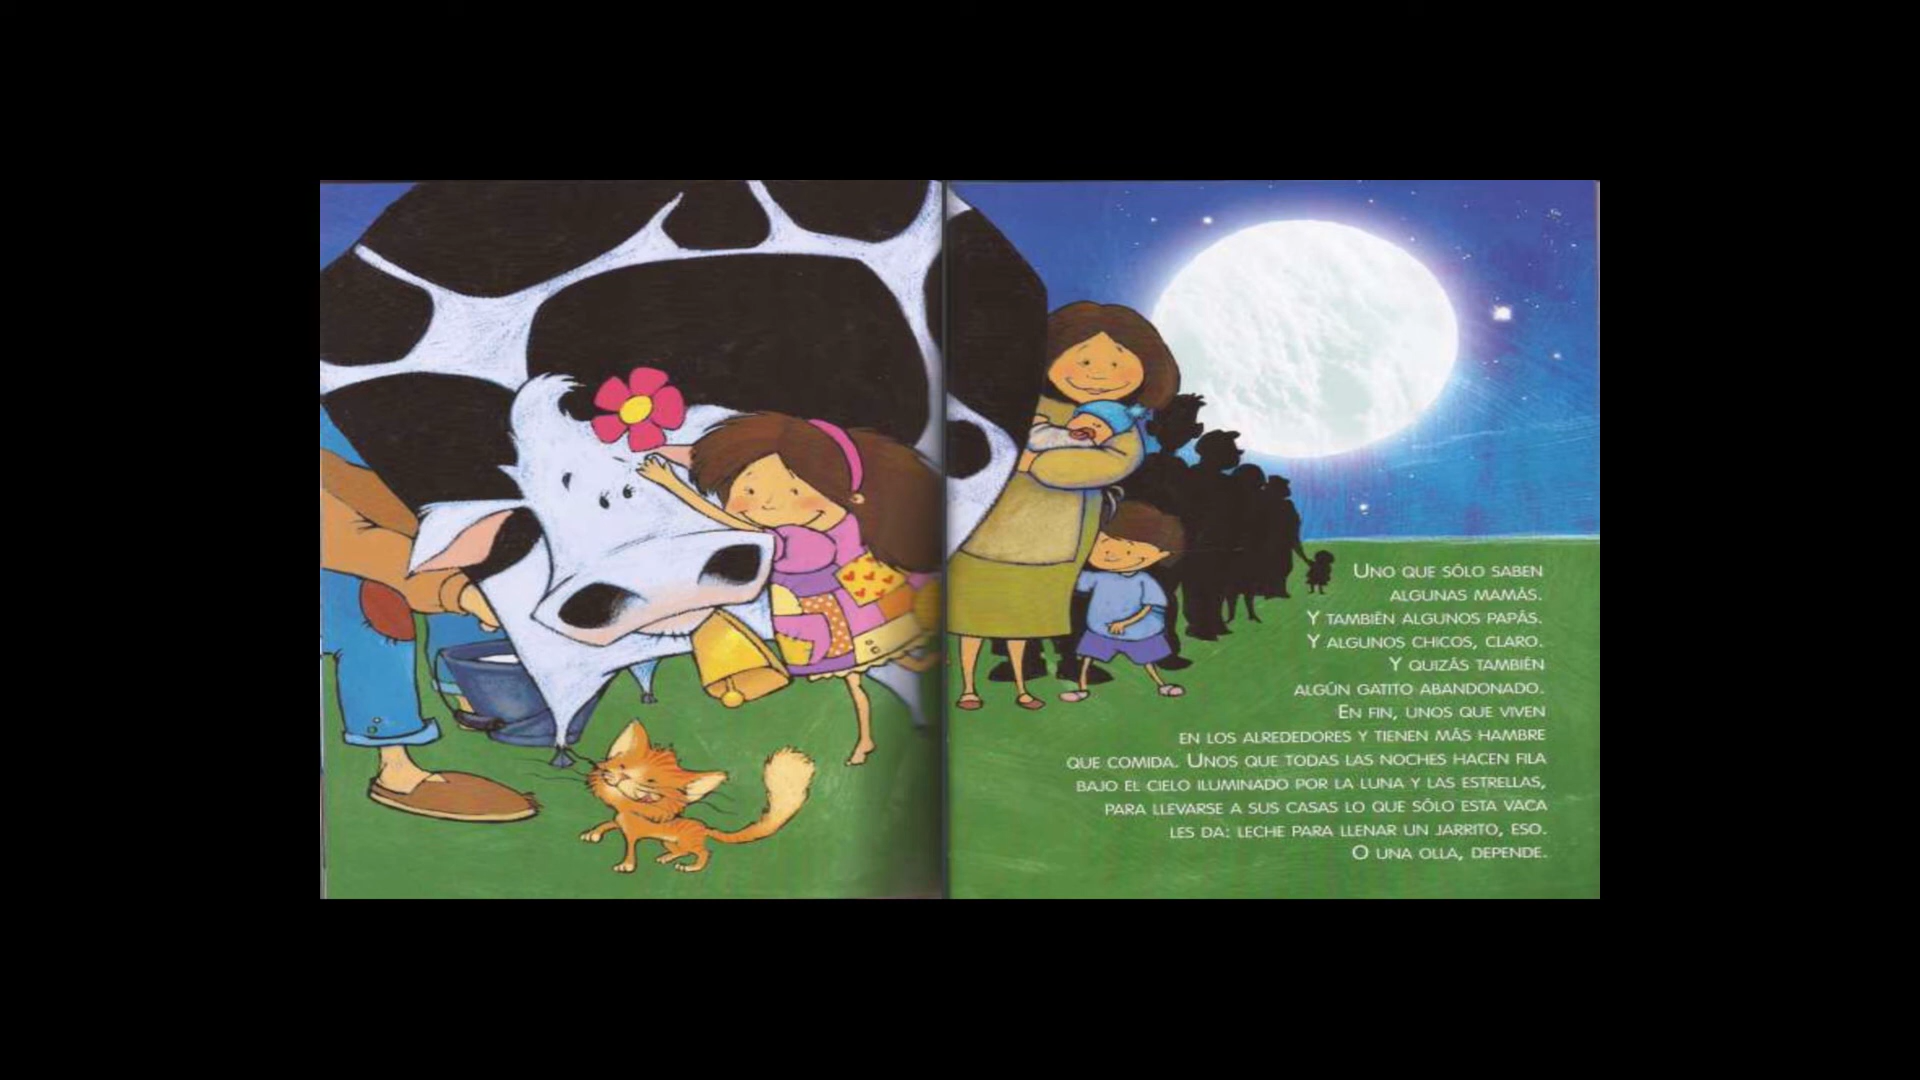 Uno que sólo saben
algunas mamás.
Y también algunos papás.
Y algunos chicos, claro.
Y quizás también
algún gatito abandonado.
En fin, unos que viven
en los alrededores y tienen más hambre
que comida. Unos que todas las noches hacen fila
bajo el cielo iluminado por la luna y las estrellas,
para llevarse a sus casas lo que sólo esta vaca
les da: leche para llenar un jarrito, eso.
O una olla, depende.